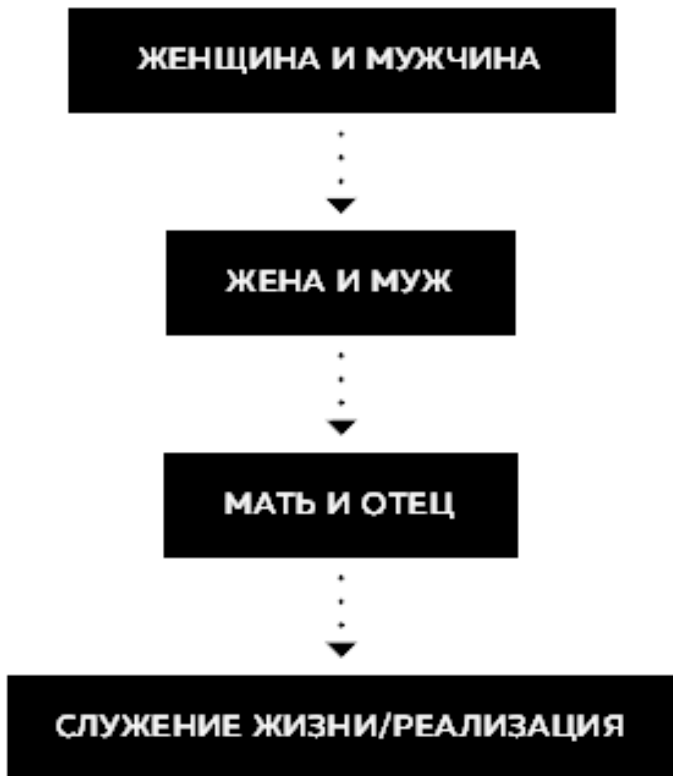 ЖЕНЩИНА И МУЖЧИНА
ЖЕНА И МУЖ
МАТЬ И ОТЕЦ
СЛУЖЕНИЕ ЖИЗНИ/РЕАЛИЗАЦИЯ